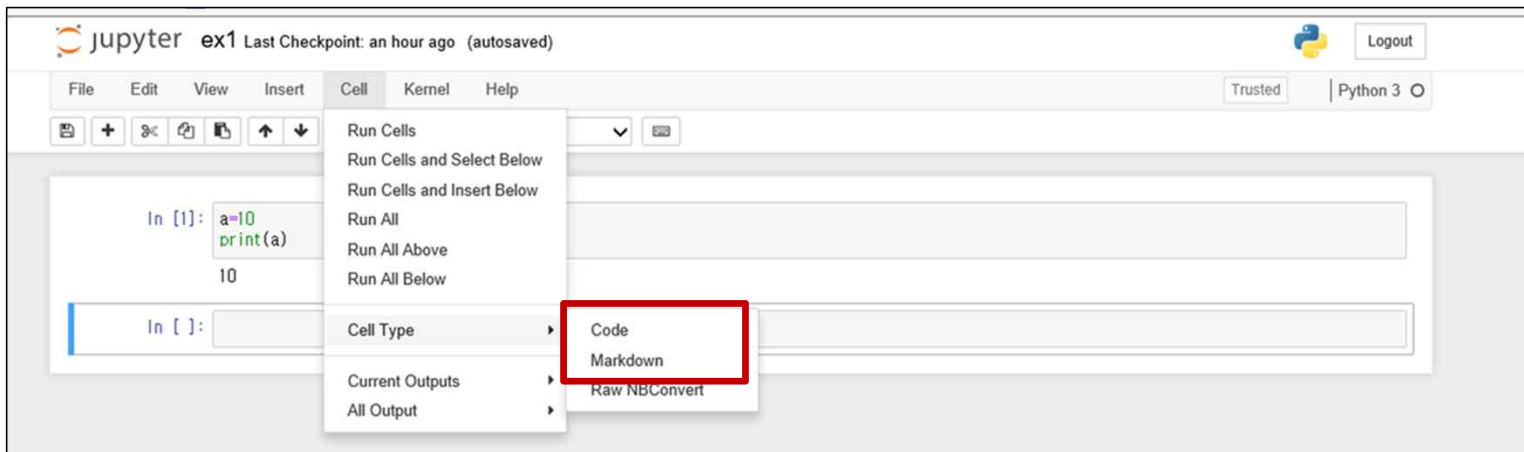 jupyter ex1 Last Checkpoint: an hour ago (autosaved) Logout
File Edit View Insert Cell Kernel Help Trusted Python 3
Run Cells
Run Cells and Select Below
Run Cells and Insert Below
Run All
Run All Above
Run All Below
Cell Type
Current Outputs
All Output
Code
Markdown
Raw NBConvert
In [1]: a=10
print(a)
10
In [ ]: